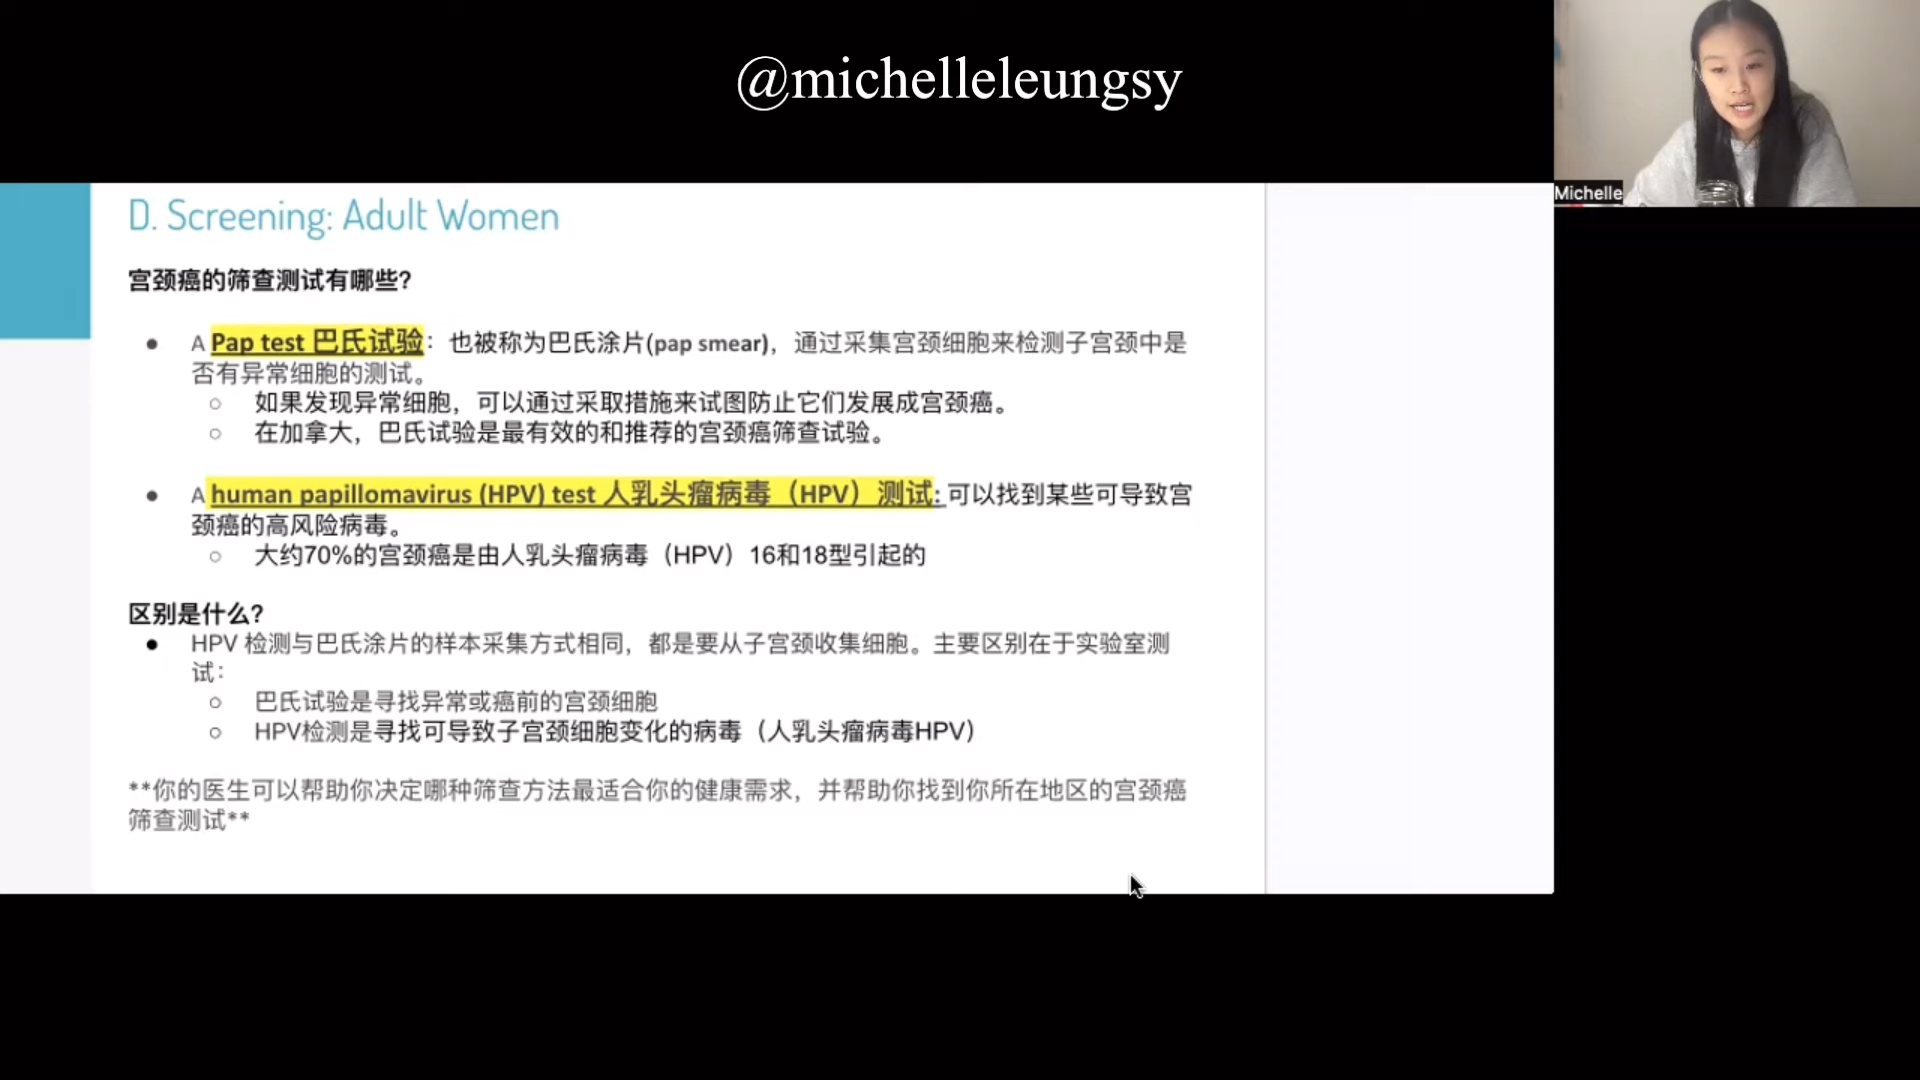 @michelleleungsy
Michelle
D. Screening: Adult Women
宫颈癌的筛查测试有哪些?
● A Pap test 巴氏试验：也被称为巴氏涂片(pap smear)，通过采集宫颈细胞来检测子宫颈中是
否有异常细胞的测试。
○ 如果发现异常细胞，可以通过采取措施来试图防止它们发展成宫颈癌。
○ 在加拿大，巴氏试验是最有效的和推荐的宫颈癌筛查试验。
● A human papillomavirus (HPV) test 人乳头瘤病毒（HPV）测试: 可以找到某些可导致宫
颈癌的高风险病毒。
○ 大约70%的宫颈癌是由人乳头瘤病毒（HPV）16和18型引起的
区别是什么?
● HPV 检测与巴氏涂片的样本采集方式相同，都是要从子宫颈收集细胞。主要区别在于实验室测
试：
○ 巴氏试验是寻找异常或癌前的宫颈细胞
○ HPV检测是寻找可导致子宫颈细胞变化的病毒（人乳头瘤病毒HPV）
**你的医生可以帮助你决定哪种筛查方法最适合你的健康需求，并帮助你找到你所在地区的宫颈癌
筛查测试**